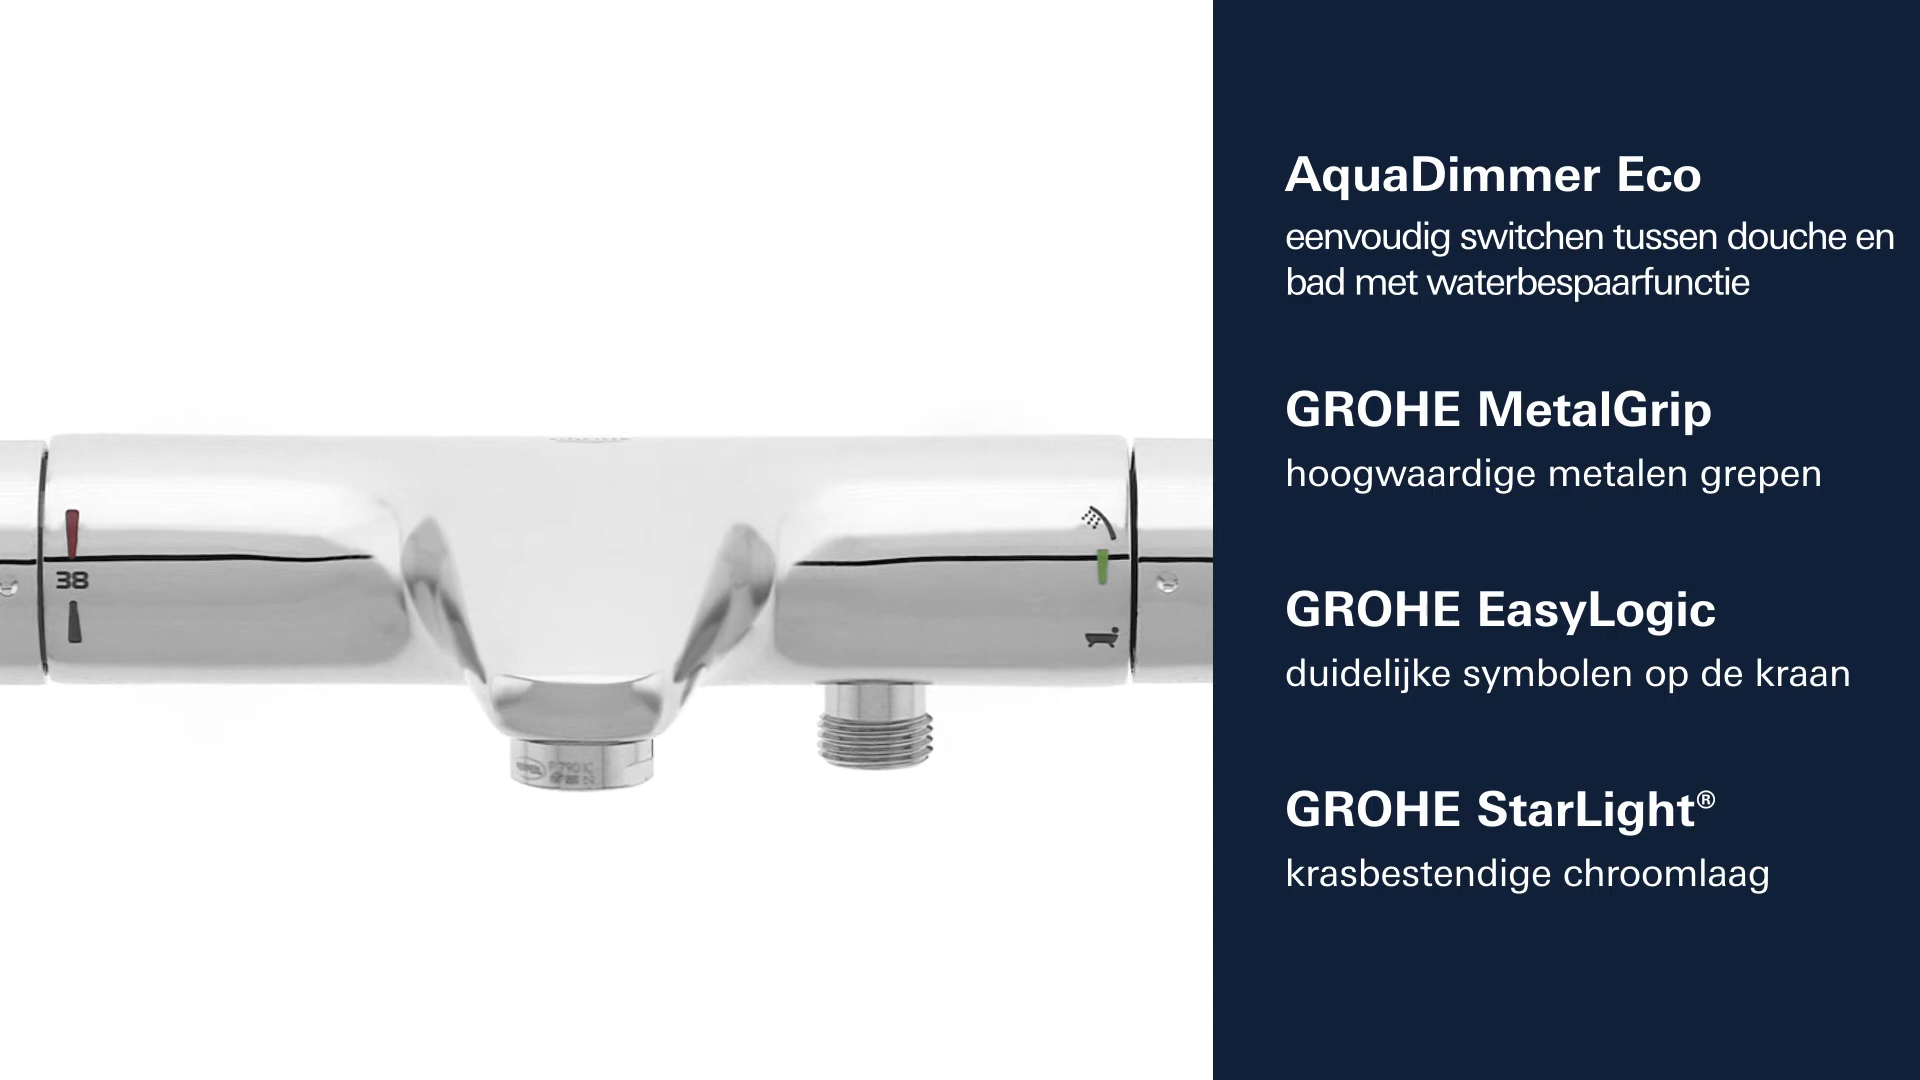 38
AquaDimmer Eco
eenvoudig switchen tussen douche en
bad met waterbespaarfunctie
GROHE MetalGrip
hoogwaardige metalen grepen
GROHE EasyLogic
duidelijke symbolen op de kraan
GROHE StarLight®
krasbestendige chroomlaag